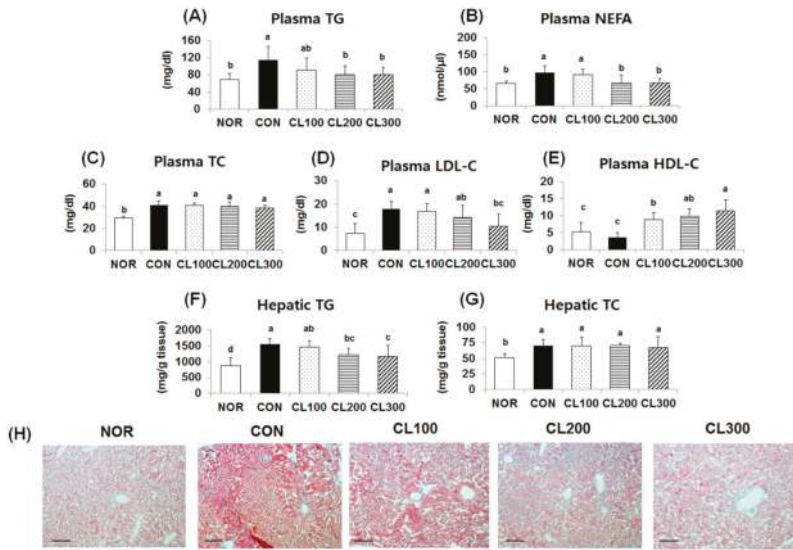 (A) Plasma TG
(mg/dl)
160
120
80
40
0
b a ab b b
NOR CON CL100 CL200 CL300
(B) Plasma NEFA
(nmol/µl)
200
150
100
50
0
b a a b b
NOR CON CL100 CL200 CL300
(C) Plasma TC
(mg/dl)
60
40
20
0
b a a a a
NOR CON CL100 CL200 CL300
(D) Plasma LDL-C
(mg/dl)
30
20
10
0
c a a ab bc
NOR CON CL100 CL200 CL300
(E) Plasma HDL-C
(mg/dl)
20
15
10
5
0
c c b ab a
NOR CON CL100 CL200 CL300
(F) Hepatic TG
(mg/g tissue)
2000
1500
1000
500
0
d a ab bc c
NOR CON CL100 CL200 CL300
(G) Hepatic TC
(mg/g tissue)
100
75
50
25
0
b a a a a
NOR CON CL100 CL200 CL300
(H) NOR CON CL100 CL200 CL300